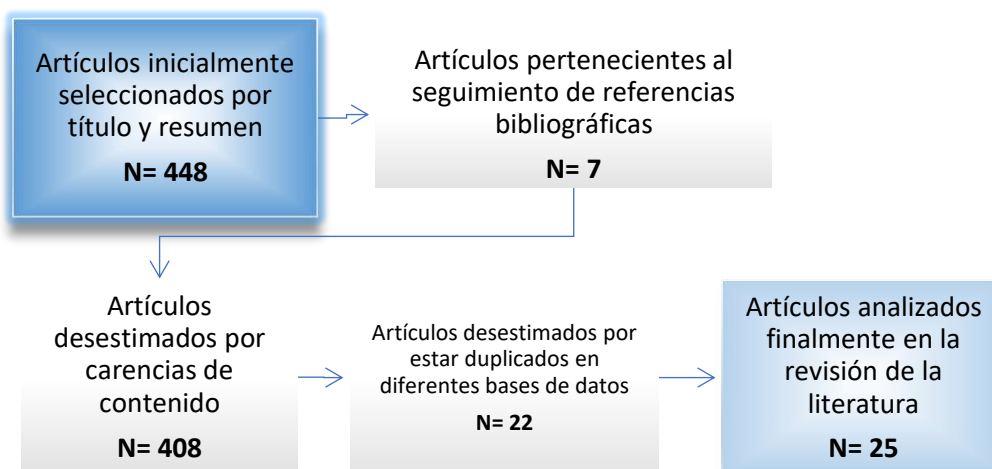 Artículos inicialmente
seleccionados por
título y resumen
N= 448
Artículos pertenecientes al
seguimiento de referencias
bibliográficas
N= 7
Artículos
desestimados por
carencias de
contenido
N= 408
Artículos desestimados por
estar duplicados en
diferentes bases de datos
N= 22
Artículos analizados
finalmente en la
revisión de la
literatura
N= 25